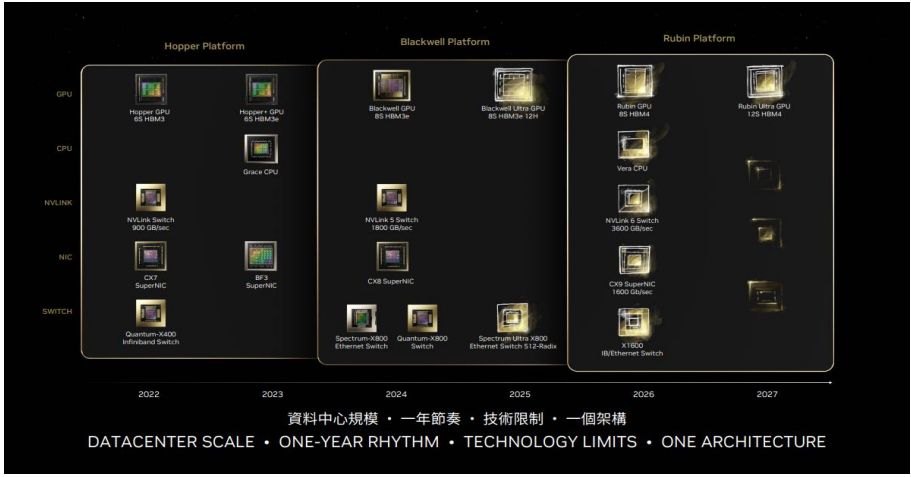 Hopper Platform
Blackwell Platform
Rubin Platform
GPU
Hopper GPU
6S HBM3
Hopper+ GPU
6S HBM3e
Blackwell GPU
8S HBM3e
Blackwell Ultra GPU
8S HBM3e 12H
Rubin GPU
8S HBM4
Rubin Ultra GPU
12S HBM4
CPU
Grace CPU
Vera CPU
NVLINK
NVLink Switch
900 GB/sec
NVLink 5 Switch
1800 GB/sec
NVLink 6 Switch
3600 GB/sec
NIC
CX7
SuperNIC
BF3
SuperNIC
CX8 SuperNIC
CX9 SuperNIC
1600 Gb/sec
SWITCH
Quantum-X400
Infiniband Switch
Spectrum-X800
Ethernet Switch
Quantum-X800
Switch
Spectrum Ultra X800
Ethernet Switch 512-Radix
X1600
IB/Ethernet Switch
2022
2023
2024
2025
2026
2027
資料中心規模 • 一年節奏 • 技術限制 • 一個架構
DATACENTER SCALE • ONE-YEAR RHYTHM • TECHNOLOGY LIMITS • ONE ARCHITECTURE